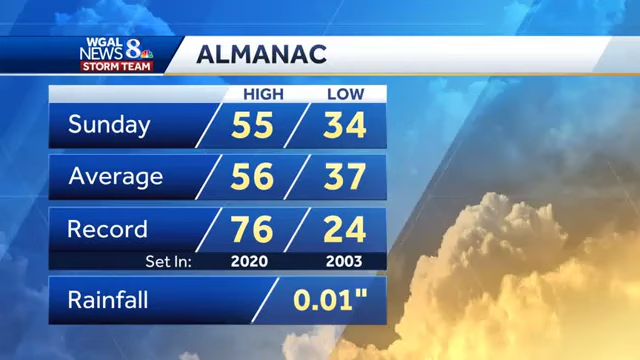 WGAL
NEWS 8
STORM TEAM
ALMANAC
HIGH LOW
Sunday 55 34
Average 56 37
Record 76 24
Set In: 2020 2003
Rainfall 0.01"